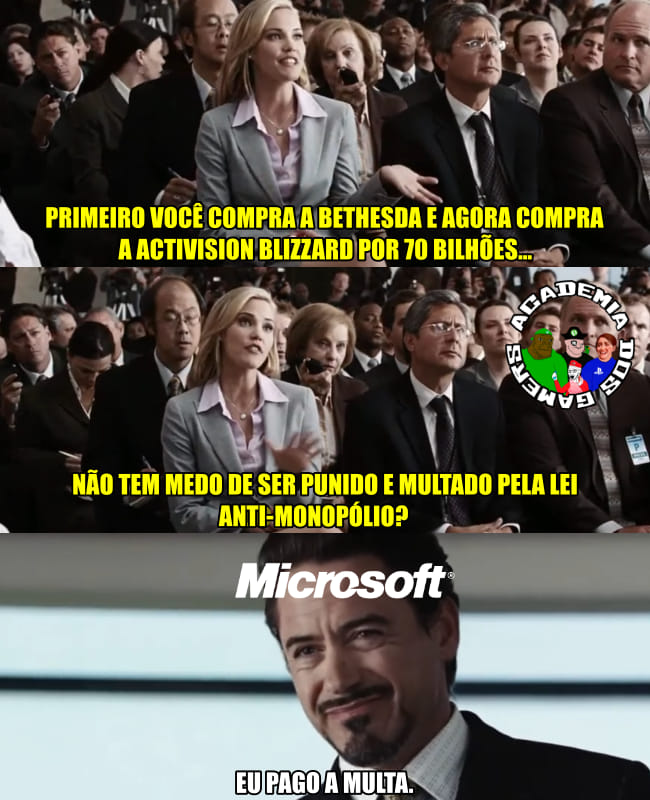 PRIMEIRO VOCÊ COMPRA A BETHESDA E AGORA COMPRA
A ACTIVISION BLIZZARD POR 70 BILHÕES...
ACADEMIA DOS GAMERS
NÃO TEM MEDO DE SER PUNIDO E MULTADO PELA LEI
ANTI-MONOPÓLIO?
Microsoft®
EU PAGO A MULTA.